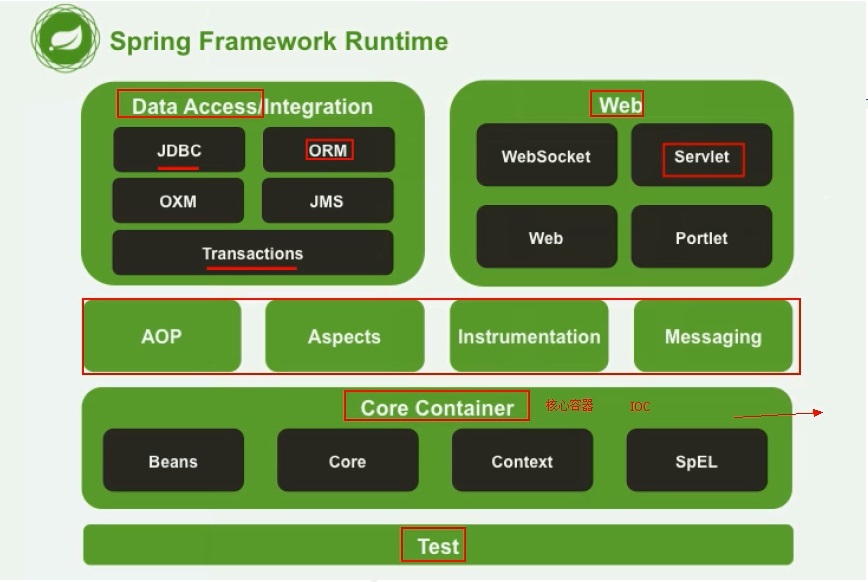 Spring Framework Runtime
Data Access/Integration
JDBC
ORM
OXM
JMS
Transactions
Web
WebSocket
Servlet
Web
Portlet
AOP
Aspects
Instrumentation
Messaging
Core Container 核心容器 IOC
Beans
Core
Context
SpEL
Test